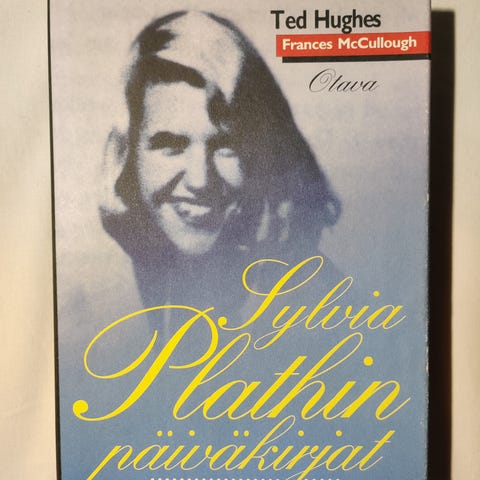 Ted Hughes
Frances McCullough
Otava
Sylvia
Plathin
päiväkirjat